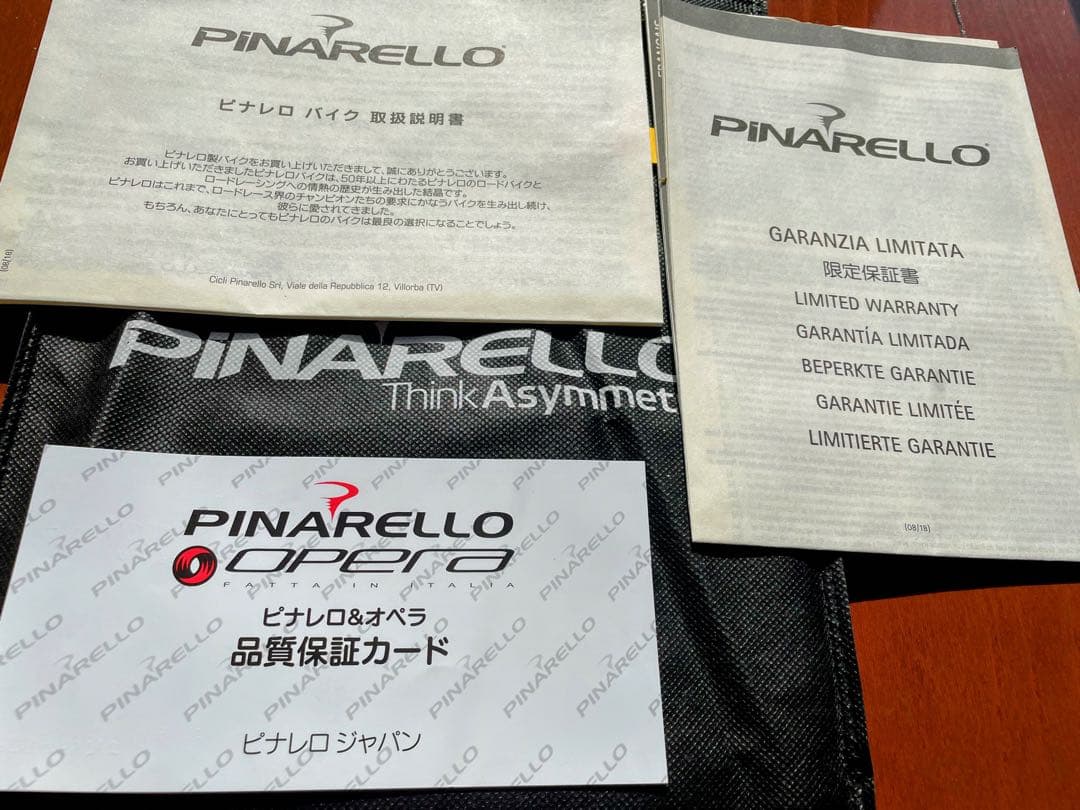 PINARELLO
ピナレロ バイク 取扱説明書
ピナレロ製バイクをお買い上げいただきまして、誠にありがとうございます。
お買い上げいただきましたピナレロバイクは、50年以上にわたるピナレロのロードバイクと
ロードレーシングへの情熱の歴史が生み出した結晶です。
ピナレロはこれまで、ロードレース界のチャンピオンたちの要求にかなうバイクを生み出し続け、
彼らに愛されてきました。
もちろん、あなたにとってもピナレロのバイクは最良の選択になることでしょう。
Cicli Pinarello Srl, Viale della Repubblica 12, Villorba (TV)
(08/18)
FRANÇAIS
PINARELLO
GARANZIA LIMITATA
限定保証書
LIMITED WARRANTY
GARANTÍA LIMITADA
BEPERKTE GARANTIE
GARANTIE LIMITÉE
LIMITIERTE GARANTIE
(08/18)
PINARELLO
ThinkAsymmet
PINARELLO
OPERA
FATTA IN ITALIA
ピナレロ&オペラ
品質保証カード
ピナレロ ジャパン